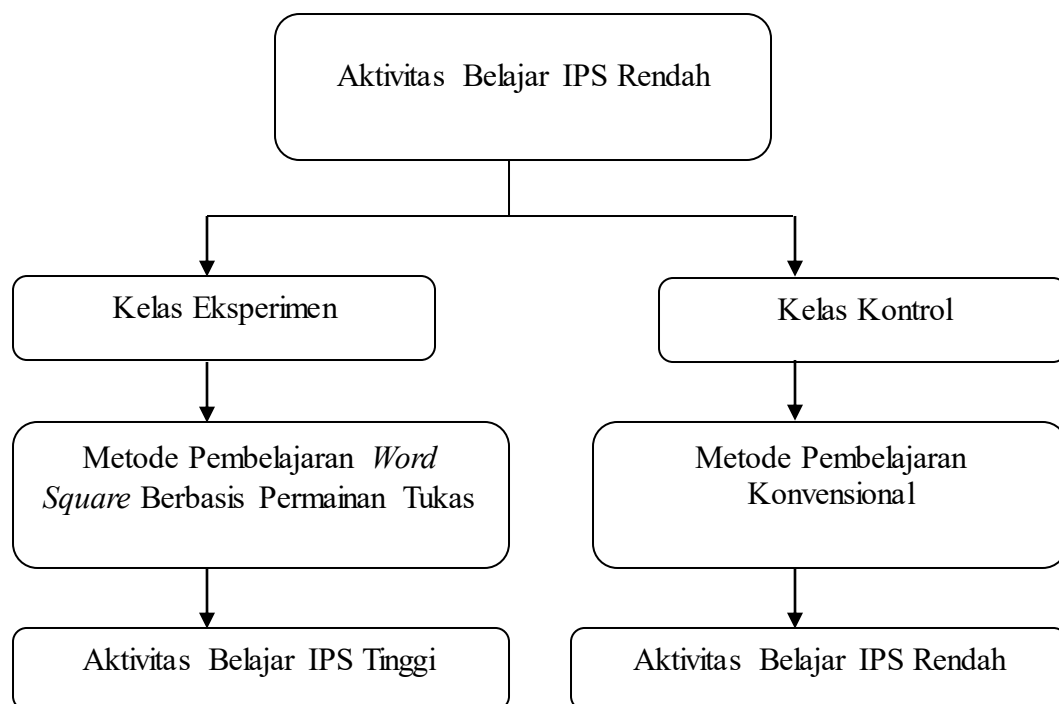 Aktivitas Belajar IPS Rendah
Kelas Eksperimen
Kelas Kontrol
Metode Pembelajaran Word
Square Berbasis Permainan Tukas
Metode Pembelajaran
Konvensional
Aktivitas Belajar IPS Tinggi
Aktivitas Belajar IPS Rendah